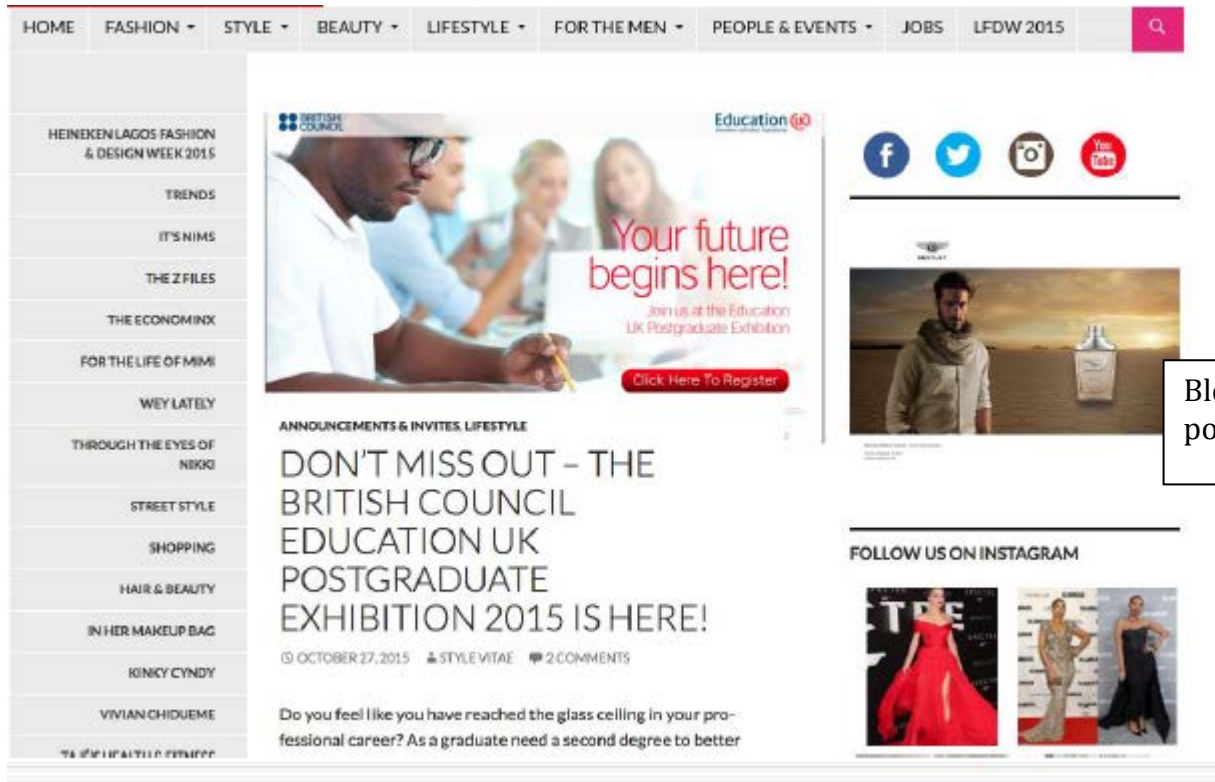 HOME FASHION STYLE BEAUTY LIFESTYLE FOR THE MEN PEOPLE & EVENTS JOBS LFDW 2015
HEINEKEN LAGOS FASHION
& DESIGN WEEK 2015
TRENDS
IT'S NIMS
THE Z FILES
THE ECONOMINX
FOR THE LIFE OF MIMI
WEY LATELY
THROUGH THE EYES OF
NIKKI
STREET STYLE
SHOPPING
HAIR & BEAUTY
IN HER MAKEUP BAG
KINKY CYNDY
VIVIAN CHIDUEME
BRITISH
COUNCIL
Education UK
Your future
begins here!
Join us at the Education
UK Postgraduate Exhibition
Click Here To Register
ANNOUNCEMENTS & INVITES, LIFESTYLE
DON'T MISS OUT – THE
BRITISH COUNCIL
EDUCATION UK
POSTGRADUATE
EXHIBITION 2015 IS HERE!
OCTOBER 27, 2015 STYLE VITAE 2 COMMENTS
Do you feel like you have reached the glass ceiling in your pro-
fessional career? As a graduate need a second degree to better
You
Tube
BENTLEY
Blo
po
FOLLOW US ON INSTAGRAM
CTRE